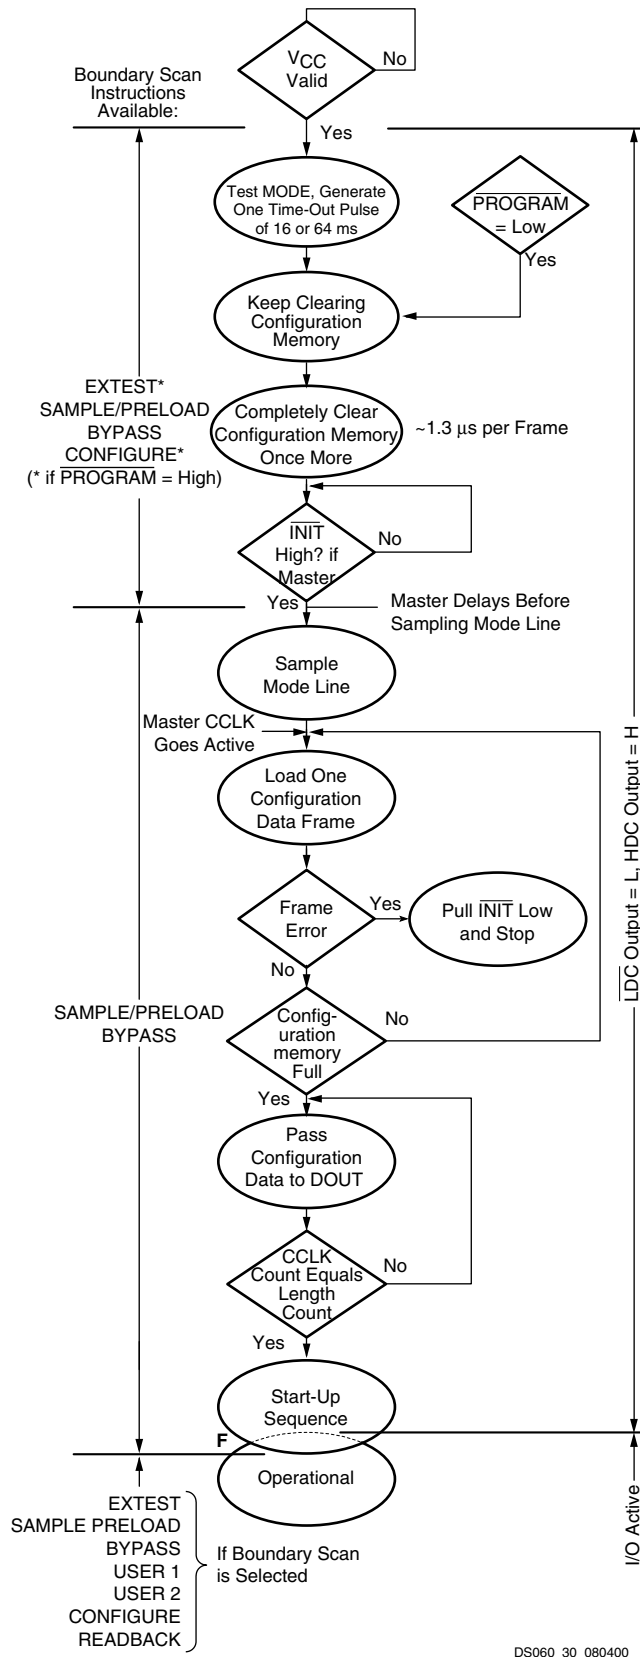 VCC
Valid
No
Yes
Boundary Scan
Instructions
Available:
Test MODE, Generate
One Time-Out Pulse
of 16 or 64 ms
PROGRAM
= Low
Yes
Keep Clearing
Configuration
Memory
EXTEST*
SAMPLE/PRELOAD
BYPASS
CONFIGURE*
(* if PROGRAM = High)
Completely Clear
Configuration Memory
Once More
~1.3 µs per Frame
INIT
High? if
Master
No
Yes
Master Delays Before
Sampling Mode Line
Sample
Mode Line
Master CCLK
Goes Active
Load One
Configuration
Data Frame
Frame
Error
Yes
No
Pull INIT Low
and Stop
LDC Output = L, HDC Output = H
SAMPLE/PRELOAD
BYPASS
Config-
uration
memory
Full
No
Yes
Pass
Configuration
Data to DOUT
CCLK
Count Equals
Length
Count
No
Yes
Start-Up
Sequence
F
Operational
EXTEST
SAMPLE PRELOAD
BYPASS
USER 1
USER 2
CONFIGURE
READBACK
If Boundary Scan
is Selected
I/O Active
DS060_30_080400